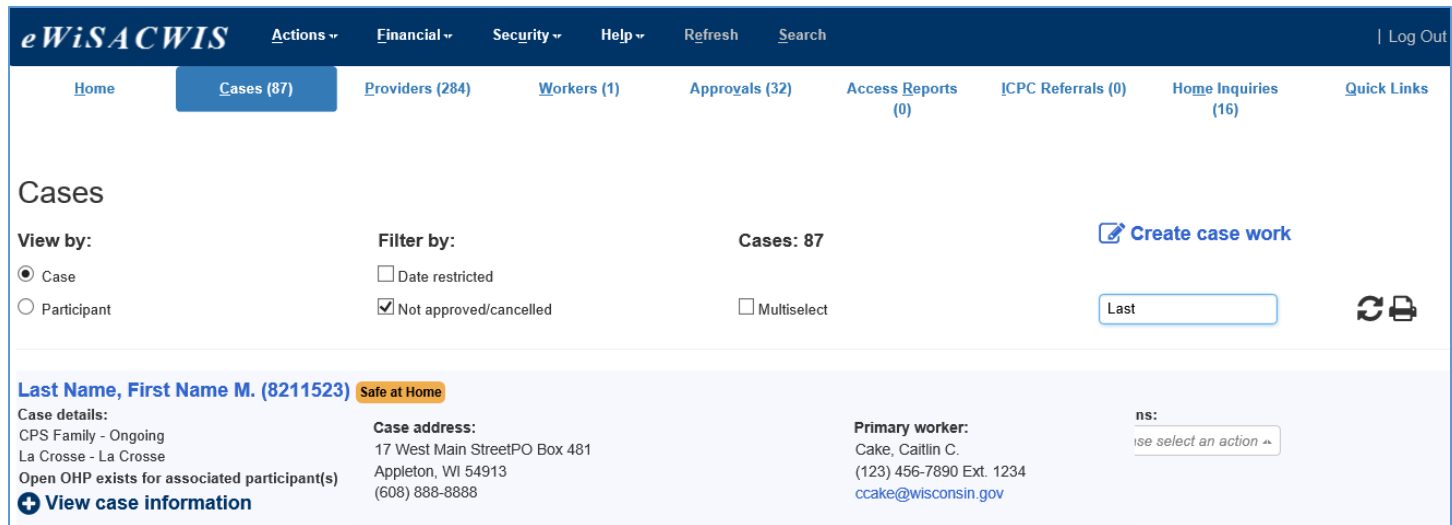 eWiSACWIS Actions Financial Security Help Refresh Search | Log Out
Home Cases (87) Providers (284) Workers (1) Approvals (32) Access Reports (0) ICPC Referrals (0) Home Inquiries (16) Quick Links
Cases
View by: Filter by: Cases: 87 Create case work
Case Date restricted
Participant Not approved/cancelled Multiselect Last
Last Name, First Name M. (8211523) Safe at Home
Case details:
CPS Family - Ongoing
La Crosse - La Crosse
Open OHP exists for associated participant(s)
View case information
Case address:
17 West Main StreetPO Box 481
Appleton, WI 54913
(608) 888-8888
Primary worker:
Cake, Caitlin C.
(123) 456-7890 Ext. 1234
ccake@wisconsin.gov
ns:
ase select an action